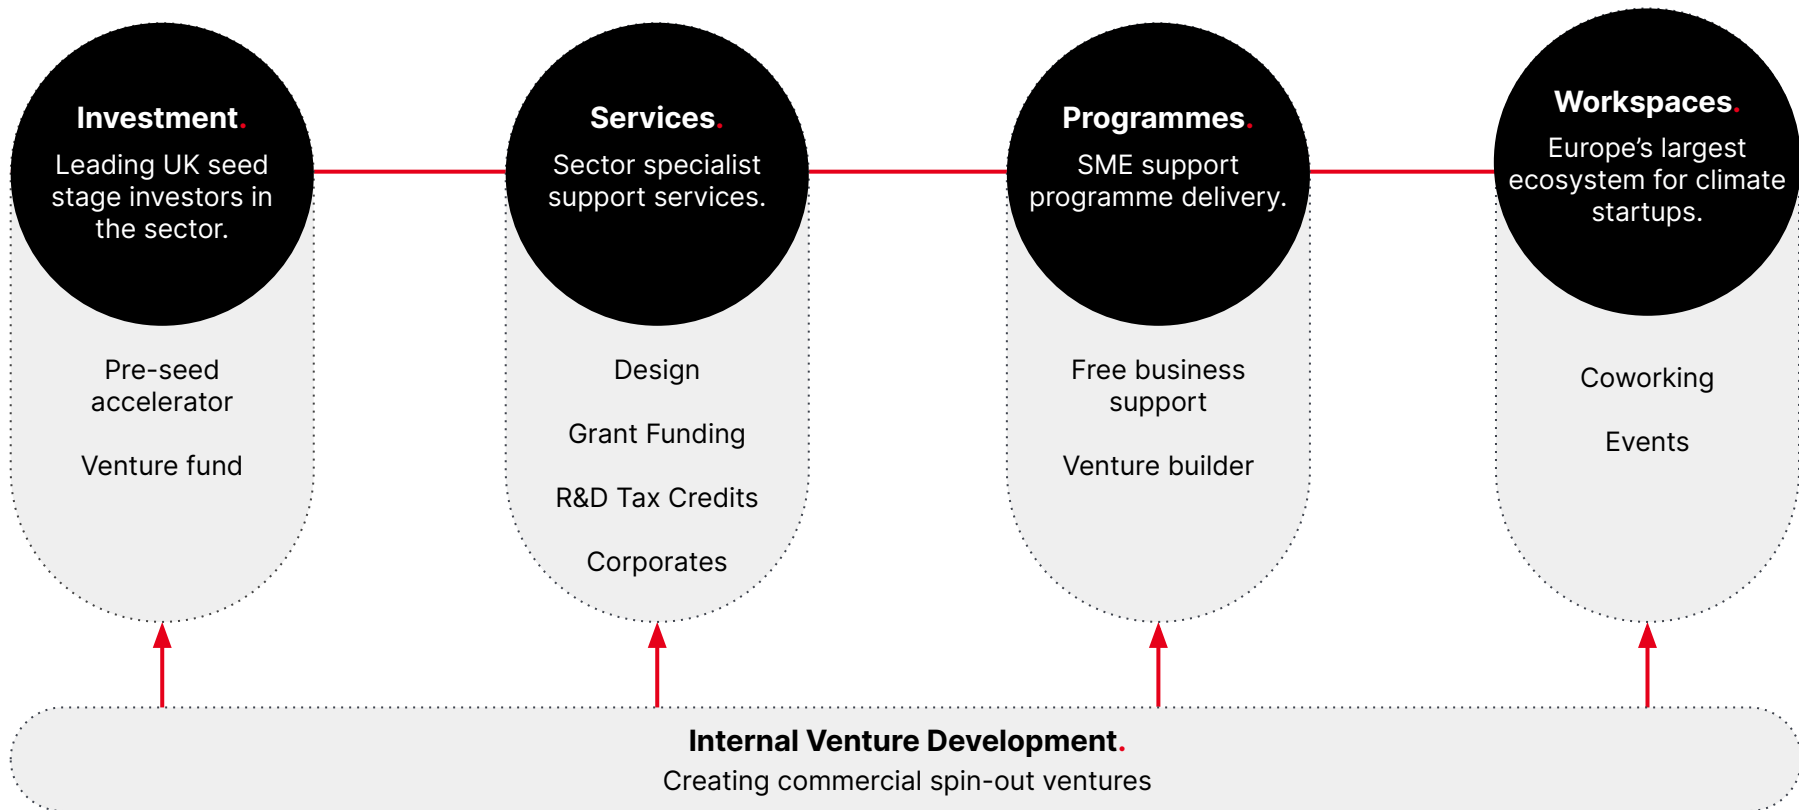 Investment.
Leading UK seed
stage investors in
the sector.
Pre-seed
accelerator
Venture fund
Services.
Sector specialist
support services.
Design
Grant Funding
R&D Tax Credits
Corporates
Programmes.
SME support
programme delivery.
Free business
support
Venture builder
Workspaces.
Europe’s largest
ecosystem for climate
startups.
Coworking
Events
Internal Venture Development.
Creating commercial spin-out ventures